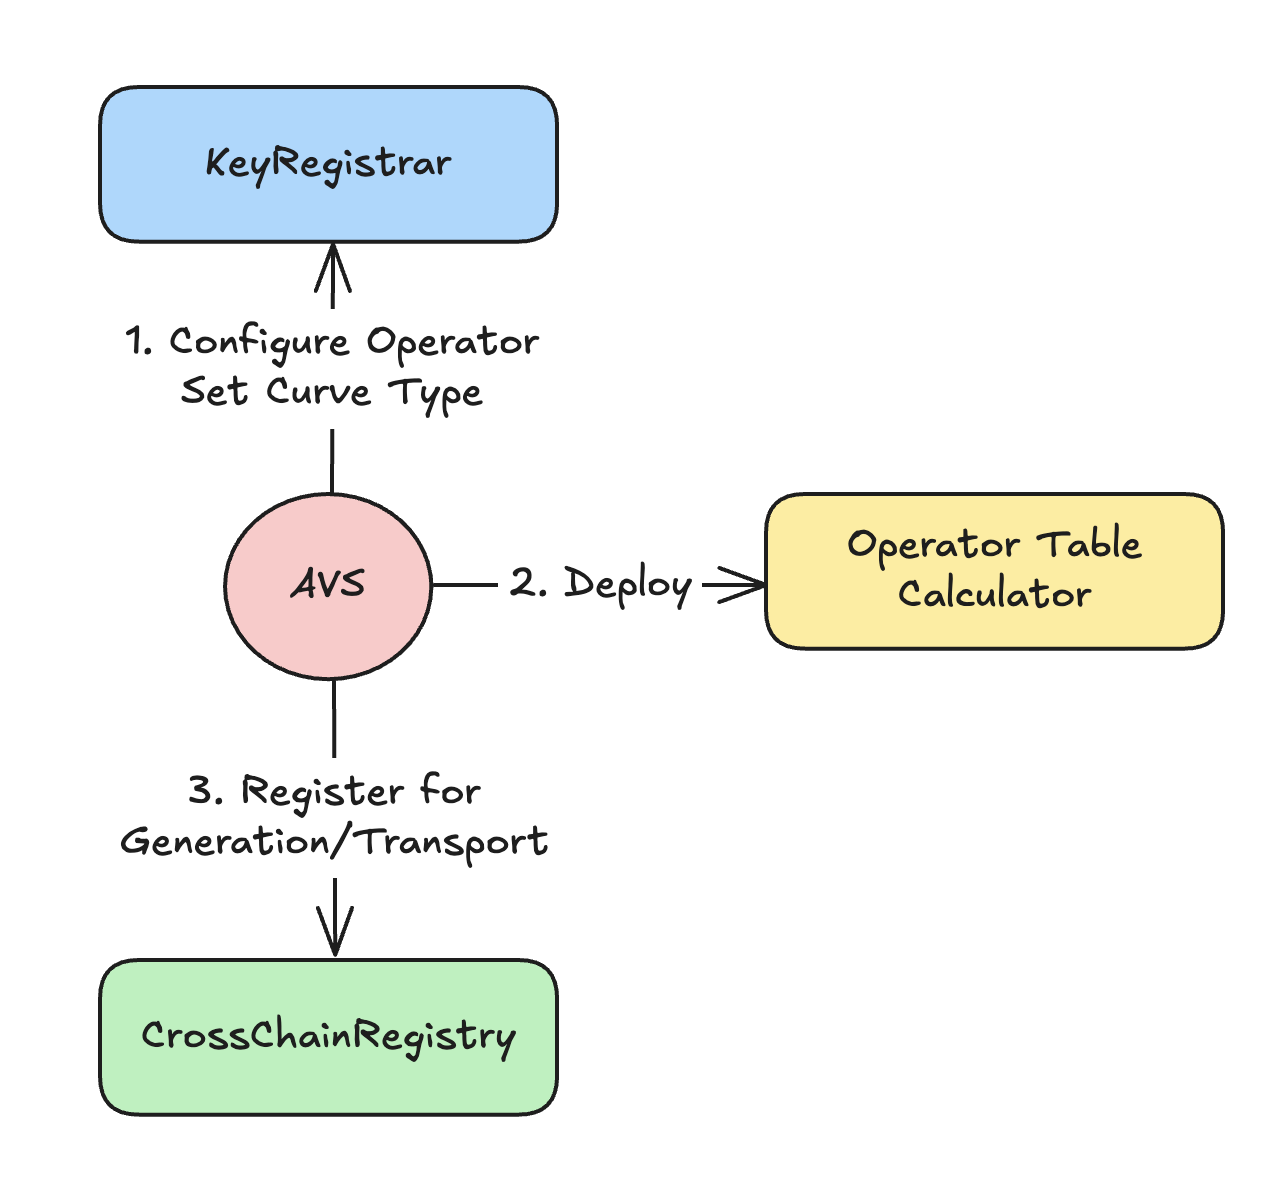 KeyRegistrar
1. Configure Operator
Set Curve Type
AVS
2. Deploy
Operator Table
Calculator
3. Register for
Generation/Transport
CrossChainRegistry